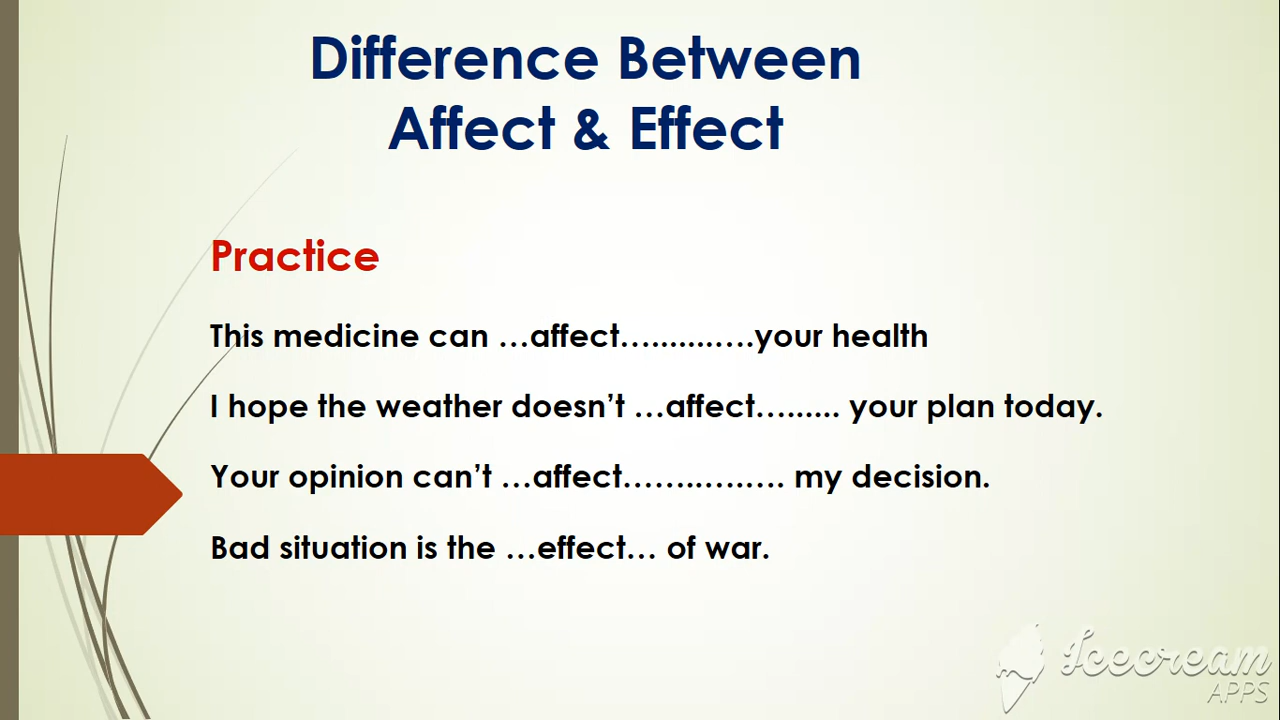 Difference Between
Affect & Effect
Practice
This medicine can …affect….......….your health
I hope the weather doesn’t …affect…...... your plan today.
Your opinion can’t …affect……..….…. my decision.
Bad situation is the …effect… of war.
Icecream
APPS